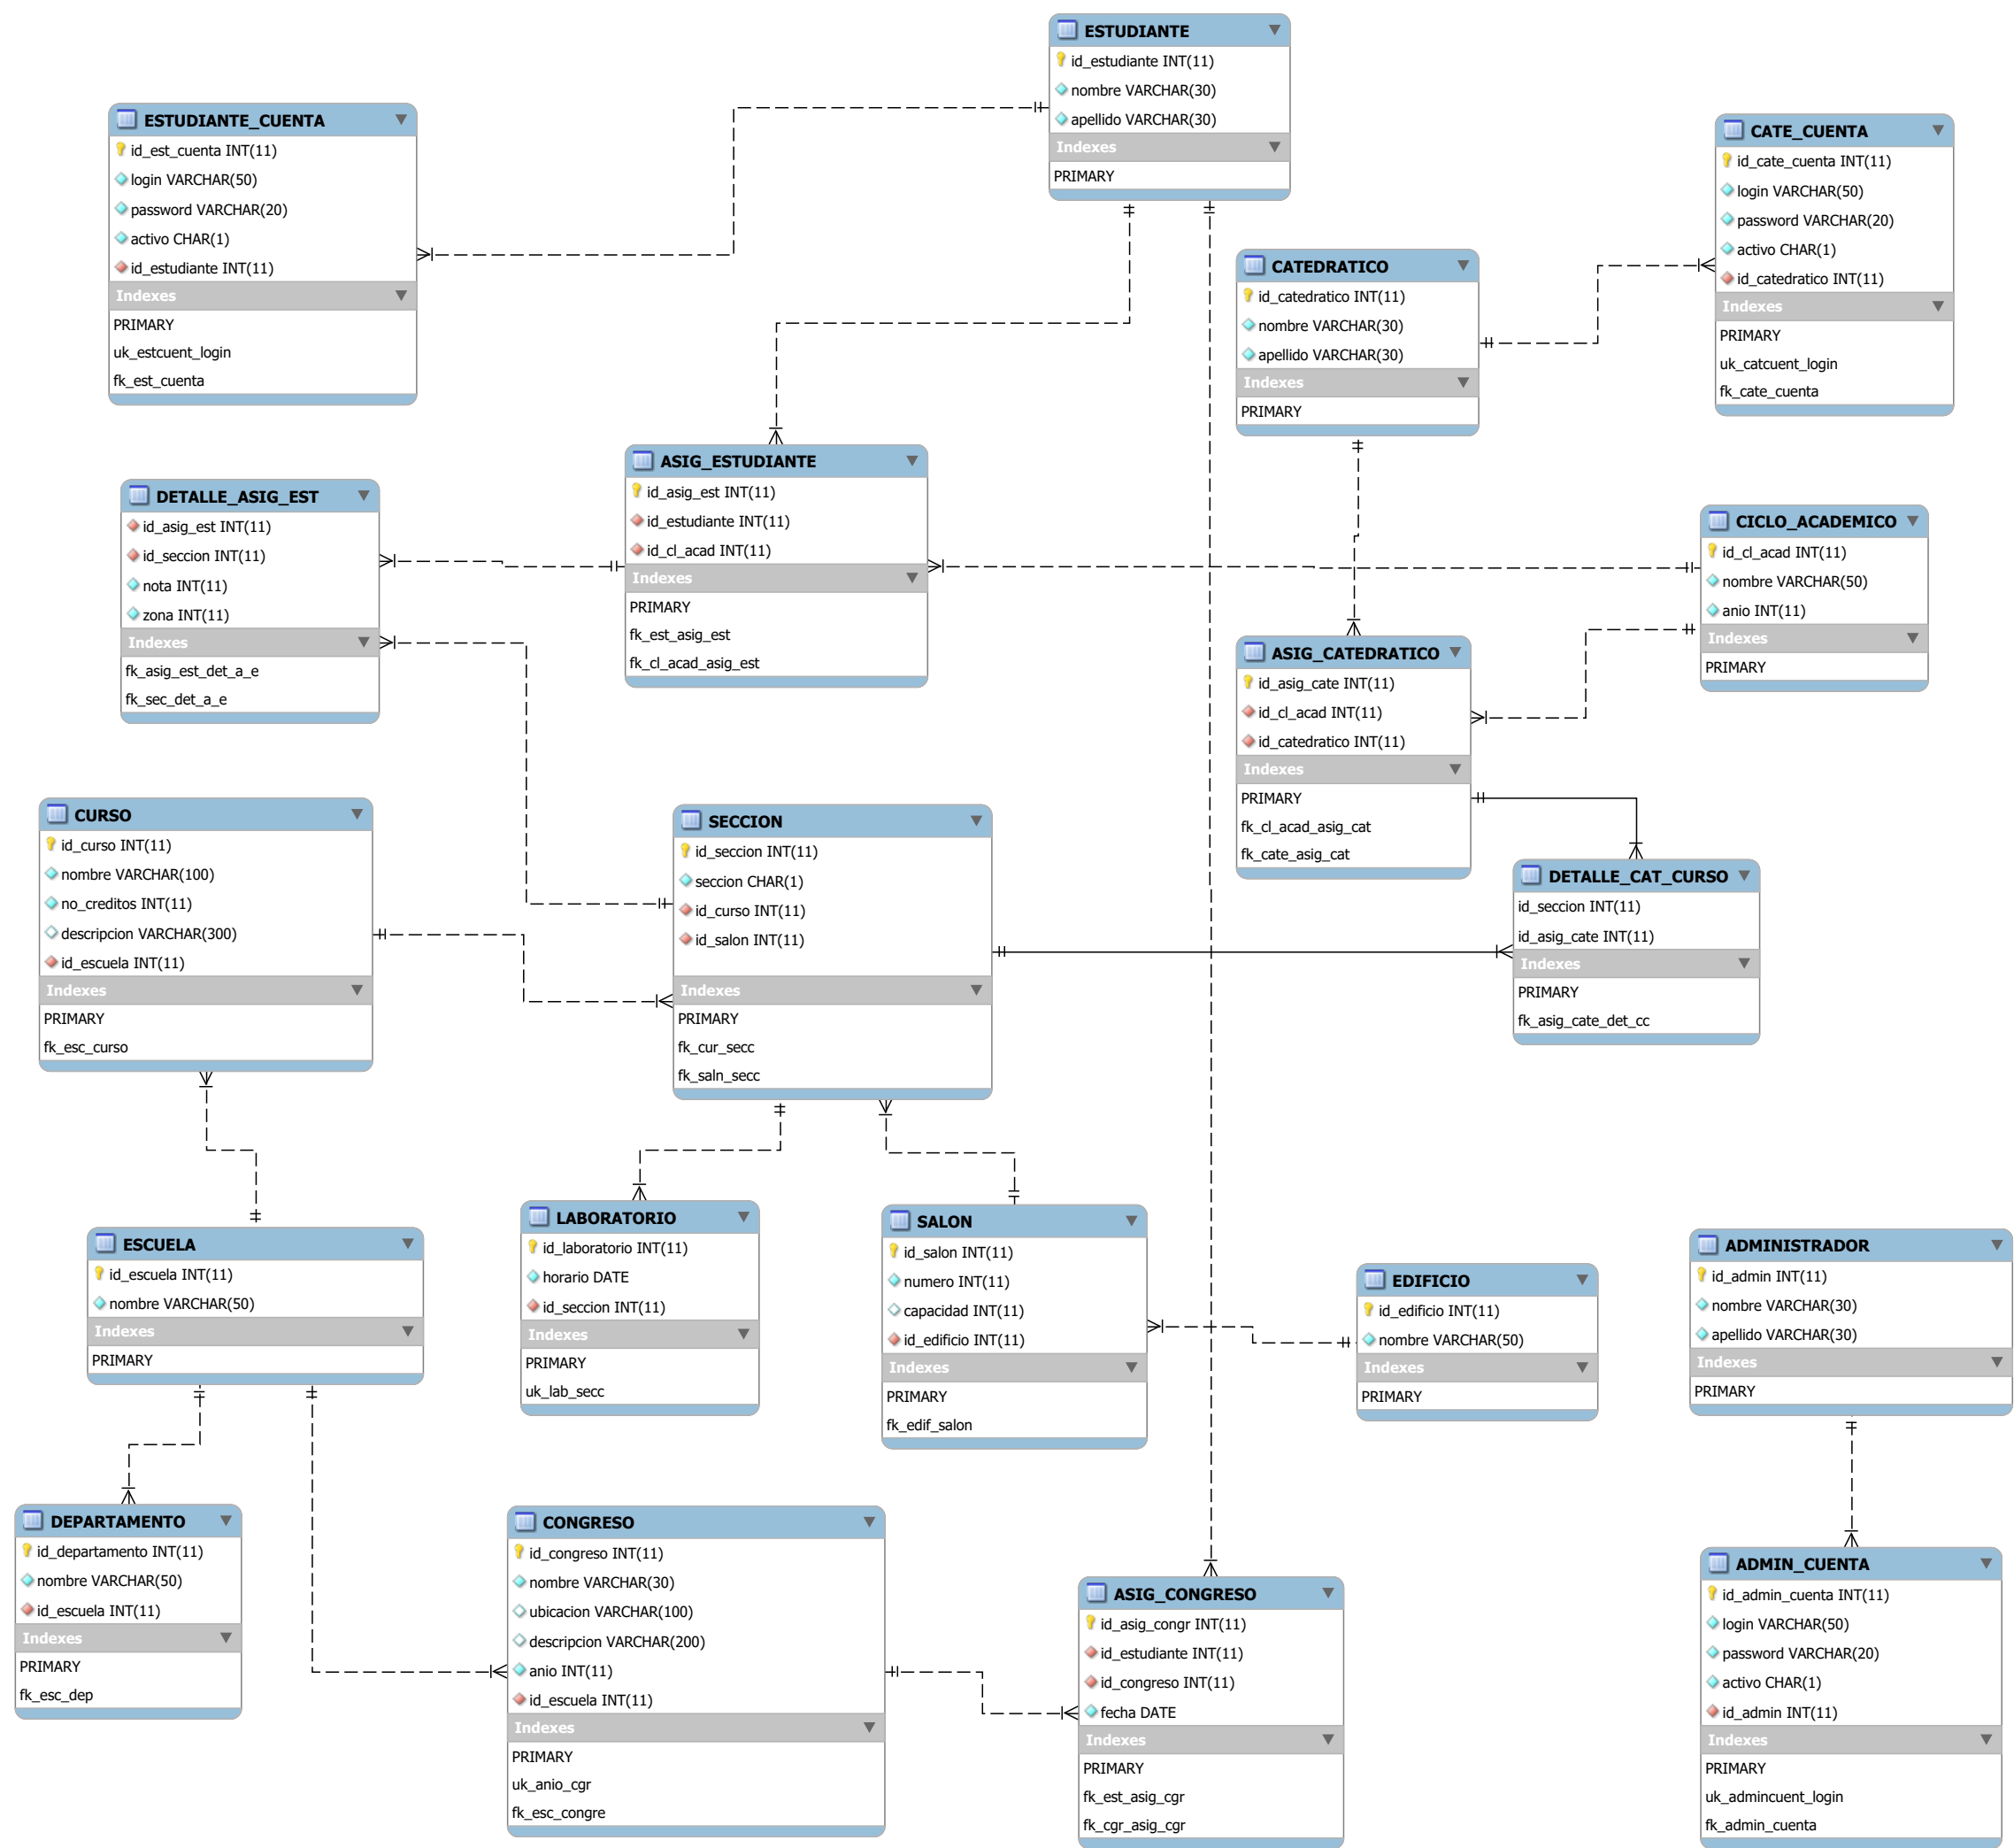 ESTUDIANTE
id_estudiante INT(11)
nombre VARCHAR(30)
apellido VARCHAR(30)
Indexes
PRIMARY
ESTUDIANTE_CUENTA
id_est_cuenta INT(11)
login VARCHAR(50)
password VARCHAR(20)
activo CHAR(1)
id_estudiante INT(11)
Indexes
PRIMARY
uk_estcuent_login
fk_est_cuenta
CATE_CUENTA
id_cate_cuenta INT(11)
login VARCHAR(50)
password VARCHAR(20)
activo CHAR(1)
id_catedratico INT(11)
Indexes
PRIMARY
uk_catcuent_login
fk_cate_cuenta
CATEDRATICO
id_catedratico INT(11)
nombre VARCHAR(30)
apellido VARCHAR(30)
Indexes
PRIMARY
ASIG_ESTUDIANTE
id_asig_est INT(11)
id_estudiante INT(11)
id_cl_acad INT(11)
Indexes
PRIMARY
fk_est_asig_est
fk_cl_acad_asig_est
DETALLE_ASIG_EST
id_asig_est INT(11)
id_seccion INT(11)
nota INT(11)
zona INT(11)
Indexes
fk_asig_est_det_a_e
fk_sec_det_a_e
CICLO_ACADEMICO
id_cl_acad INT(11)
nombre VARCHAR(50)
anio INT(11)
Indexes
PRIMARY
ASIG_CATEDRATICO
id_asig_cate INT(11)
id_cl_acad INT(11)
id_catedratico INT(11)
Indexes
PRIMARY
fk_cl_acad_asig_cat
fk_cate_asig_cat
CURSO
id_curso INT(11)
nombre VARCHAR(100)
no_creditos INT(11)
descripcion VARCHAR(300)
id_escuela INT(11)
Indexes
PRIMARY
fk_esc_curso
SECCION
id_seccion INT(11)
seccion CHAR(1)
id_curso INT(11)
id_salon INT(11)
Indexes
PRIMARY
fk_cur_secc
fk_saln_secc
DETALLE_CAT_CURSO
id_seccion INT(11)
id_asig_cate INT(11)
Indexes
PRIMARY
fk_asig_cate_det_cc
ESCUELA
id_escuela INT(11)
nombre VARCHAR(50)
Indexes
PRIMARY
LABORATORIO
id_laboratorio INT(11)
horario DATE
id_seccion INT(11)
Indexes
PRIMARY
uk_lab_secc
SALON
id_salon INT(11)
numero INT(11)
capacidad INT(11)
id_edificio INT(11)
Indexes
PRIMARY
fk_edif_salon
EDIFICIO
id_edificio INT(11)
nombre VARCHAR(50)
Indexes
PRIMARY
ADMINISTRADOR
id_admin INT(11)
nombre VARCHAR(30)
apellido VARCHAR(30)
Indexes
PRIMARY
DEPARTAMENTO
id_departamento INT(11)
nombre VARCHAR(50)
id_escuela INT(11)
Indexes
PRIMARY
fk_esc_dep
CONGRESO
id_congreso INT(11)
nombre VARCHAR(30)
ubicacion VARCHAR(100)
descripcion VARCHAR(200)
anio INT(11)
id_escuela INT(11)
Indexes
PRIMARY
uk_anio_cgr
fk_esc_congre
ASIG_CONGRESO
id_asig_congr INT(11)
id_estudiante INT(11)
id_congreso INT(11)
fecha DATE
Indexes
PRIMARY
fk_est_asig_cgr
fk_cgr_asig_cgr
ADMIN_CUENTA
id_admin_cuenta INT(11)
login VARCHAR(50)
password VARCHAR(20)
activo CHAR(1)
id_admin INT(11)
Indexes
PRIMARY
uk_admincuent_login
fk_admin_cuenta